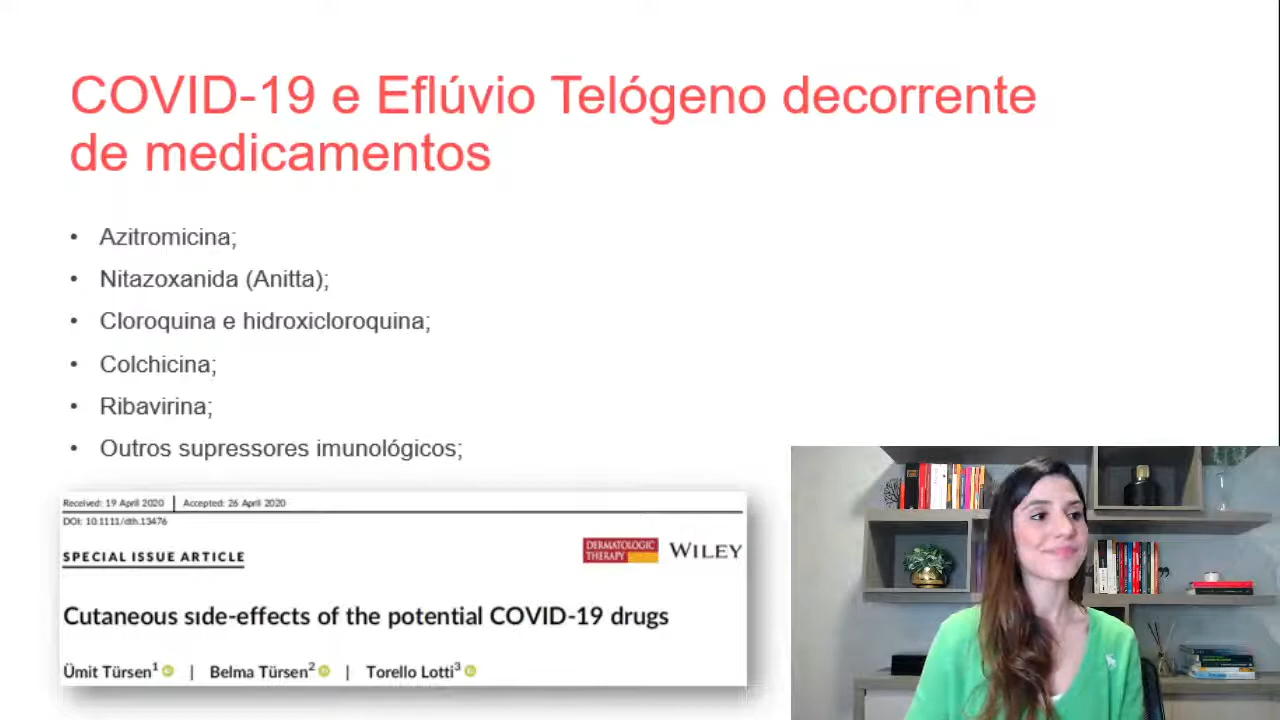 COVID-19 e Eflúvio Telógeno decorrente
de medicamentos
• Azitromicina;
• Nitazoxanida (Anitta);
• Cloroquina e hidroxicloroquina;
• Colchicina;
• Ribavirina;
• Outros supressores imunológicos;
Received: 19 April 2020 | Accepted: 26 April 2020
DOI: 10.1111/dth.13476
SPECIAL ISSUE ARTICLE
DERMATOLOGIC
THERAPY
WILEY
Cutaneous side-effects of the potential COVID-19 drugs
Ümit Türsen1 | Belma Türsen2 | Torello Lotti3